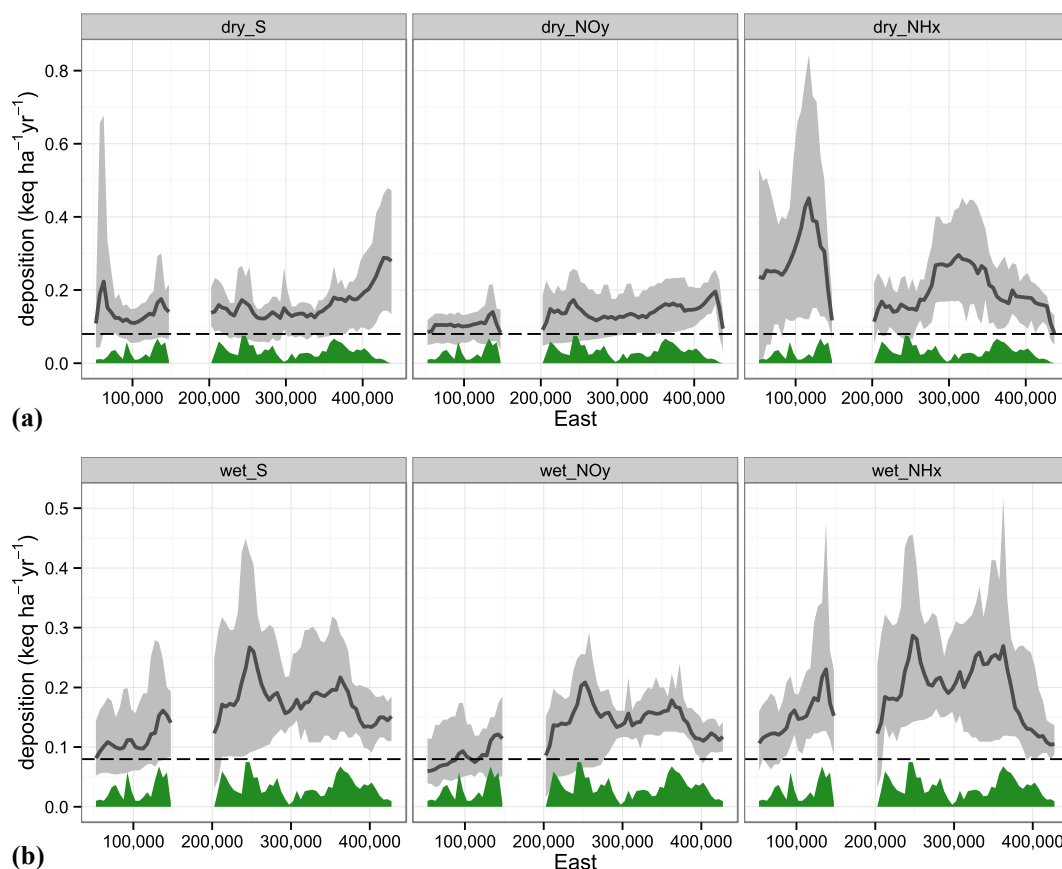 dry_S dry_NOy dry_NHx
deposition (keq ha⁻¹yr⁻¹)
0.8
0.6
0.4
0.2
0.0
100,000 200,000 300,000 400,000 100,000 200,000 300,000 400,000 100,000 200,000 300,000 400,000
East
(a)
wet_S wet_NOy wet_NHx
deposition (keq ha⁻¹yr⁻¹)
0.5
0.4
0.3
0.2
0.1
0.0
100,000 200,000 300,000 400,000 100,000 200,000 300,000 400,000 100,000 200,000 300,000 400,000
East
(b)